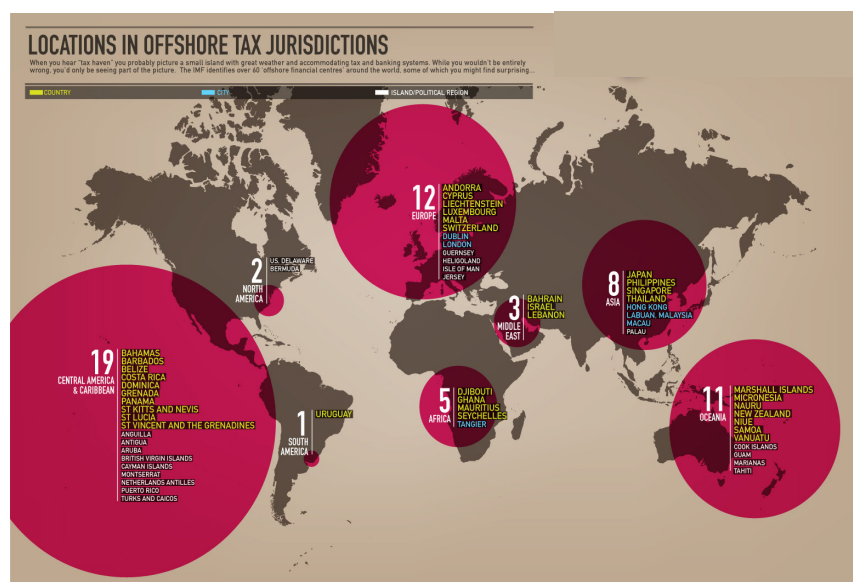 LOCATIONS IN OFFSHORE TAX JURISDICTIONS
When you hear "tax haven" you probably picture a small island with great weather and accommodating tax and banking systems. While you wouldn't be entirely
wrong, you'd only be seeing part of the picture. The IMF identifies over 60 'offshore financial centres' around the world, some of which you might find surprising...
COUNTRY
CITY
ISLAND/POLITICAL REGION
12
EUROPE
ANDORRA
CYPRUS
LIECHTENSTEIN
LUXEMBOURG
MALTA
SWITZERLAND
DUBLIN
LONDON
GUERNSEY
HELIGOLAND
ISLE OF MAN
JERSEY
2
NORTH
AMERICA
US. DELAWARE
BERMUDA
8
ASIA
JAPAN
PHILIPPINES
SINGAPORE
THAILAND
HONG KONG
LABUAN, MALAYSIA
MACAU
PALAU
3
MIDDLE
EAST
BAHRAIN
ISRAEL
LEBANON
19
CENTRAL AMERICA
& CARIBBEAN
BAHAMAS
BARBADOS
BELIZE
COSTA RICA
DOMINICA
GRENADA
PANAMA
ST KITTS AND NEVIS
ST LUCIA
ST VINCENT AND THE GRENADINES
ANGUILLA
ANTIGUA
ARUBA
BRITISH VIRGIN ISLANDS
CAYMAN ISLANDS
MONTSERRAT
NETHERLANDS ANTILLES
PUERTO RICO
TURKS AND CAICOS
1
SOUTH
AMERICA
URUGUAY
5
AFRICA
DJIBOUTI
GHANA
MAURITIUS
SEYCHELLES
TANGIER
11
OCEANIA
MARSHALL ISLANDS
MICRONESIA
NAURU
NEW ZEALAND
NIUE
SAMOA
VANUATU
COOK ISLANDS
GUAM
MARIANAS
TAHITI